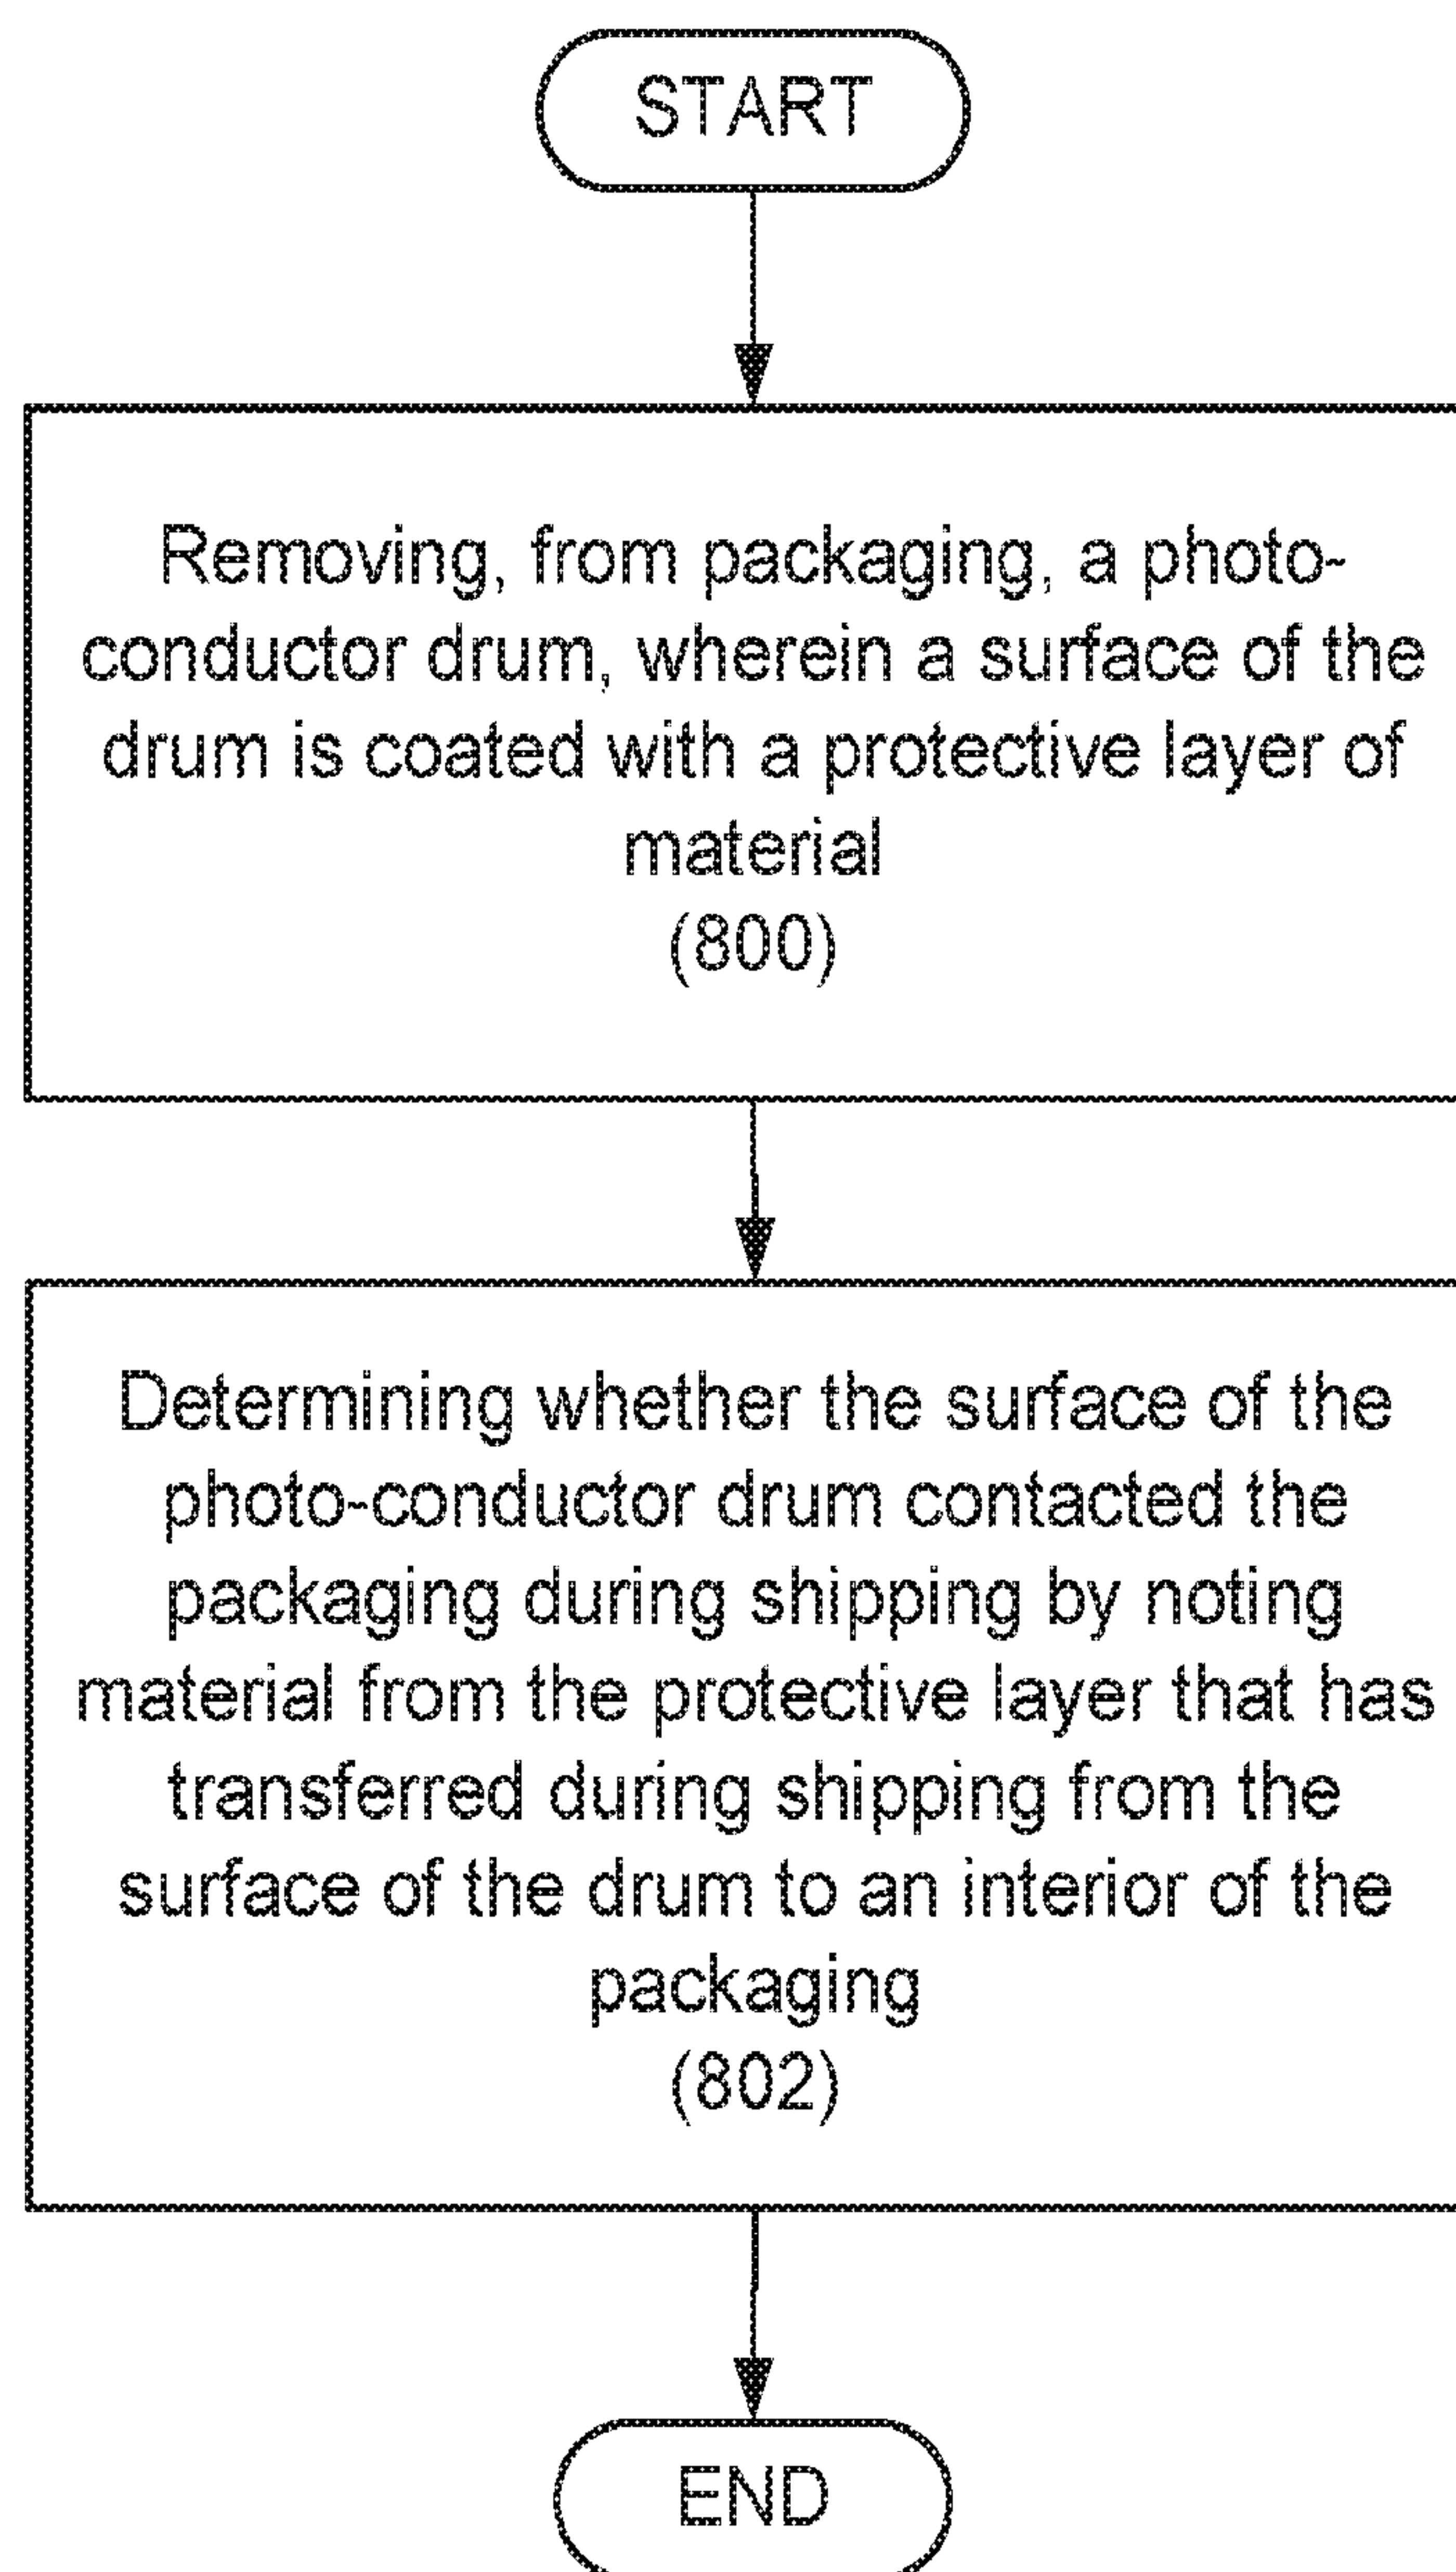 START
Removing, from packaging, a photo-
conductor drum, wherein a surface of the
drum is coated with a protective layer of
material
(800)
Determining whether the surface of the
photo-conductor drum contacted the
packaging during shipping by noting
material from the protective layer that has
transferred during shipping from the
surface of the drum to an interior of the
packaging
(802)
END